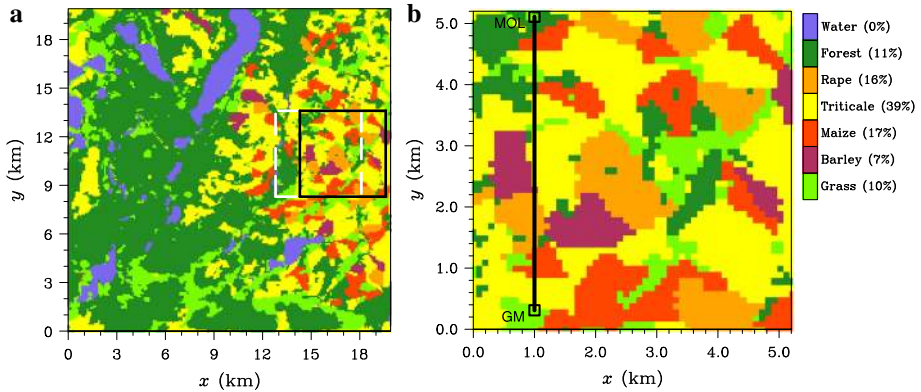 a
18
15
12
9
6
3
0
y (km)
0 3 6 9 12 15 18
x (km)
b
5.0
4.0
3.0
2.0
1.0
0.0
y (km)
MOL
GM
0.0 1.0 2.0 3.0 4.0 5.0
x (km)
Water (0%)
Forest (11%)
Rape (16%)
Triticale (39%)
Maize (17%)
Barley (7%)
Grass (10%)